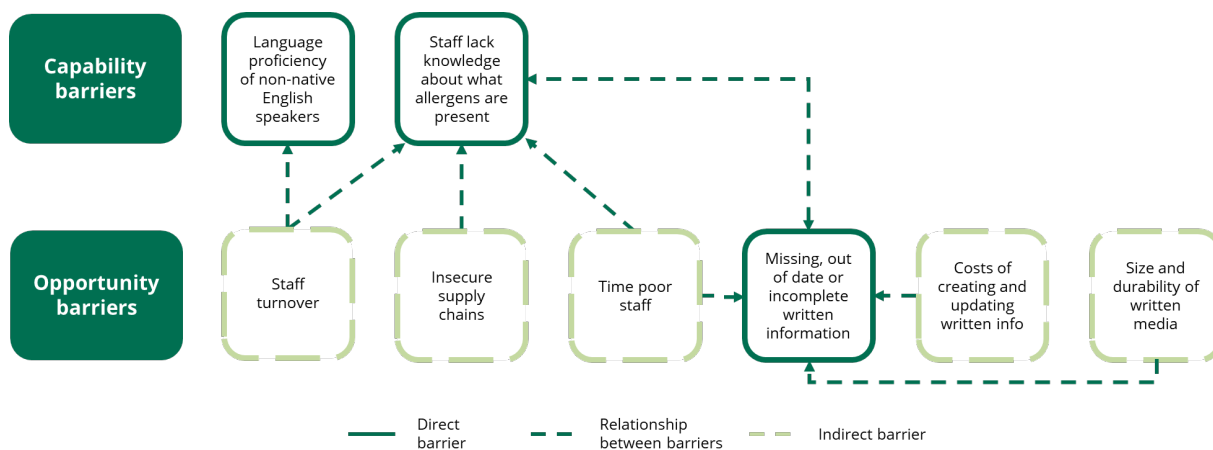 Capability
barriers
Language
proficiency
of non-native
English
speakers
Staff lack
knowledge
about what
allergens are
present
Opportunity
barriers
Staff
turnover
Insecure
supply
chains
Time poor
staff
Missing, out
of date or
incomplete
written
information
Costs of
creating and
updating
written info
Size and
durability of
written
media
Direct
barrier
Relationship
between barriers
Indirect barrier